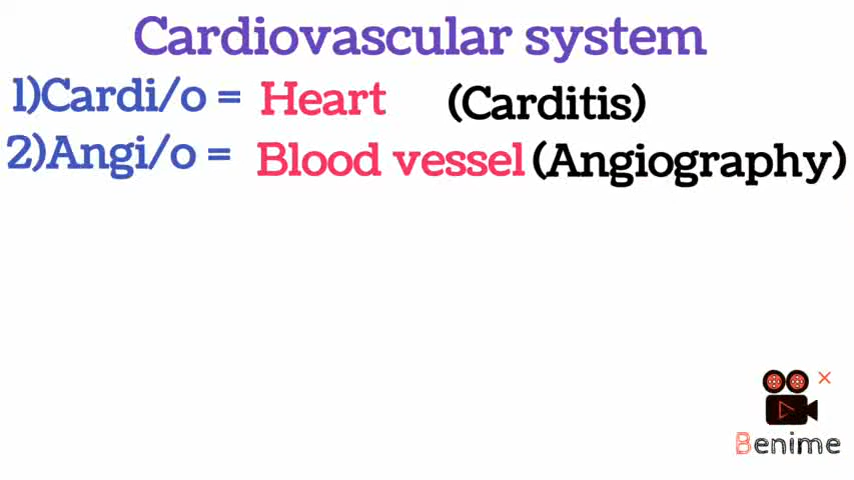 Cardiovascular system
1)Cardi/o = Heart (Carditis)
2)Angi/o = Blood vessel (Angiography)
Benime